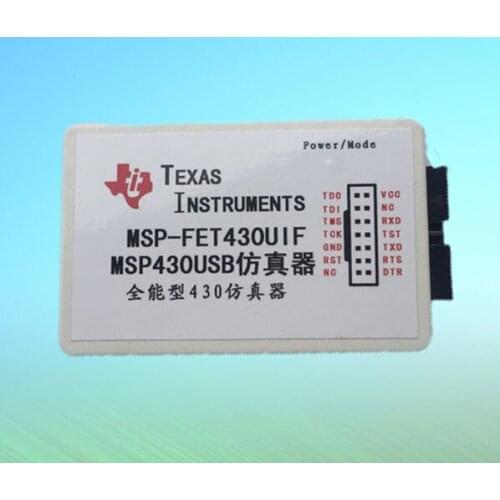 Power/Mode
TEXAS
INSTRUMENTS
MSP-FET430UIF
MSP430USB仿真器
全能型430仿真器
TDO VCC
TDI NC
TMS RXD
TCK TST
GND TXD
RST RTS
NC DTR